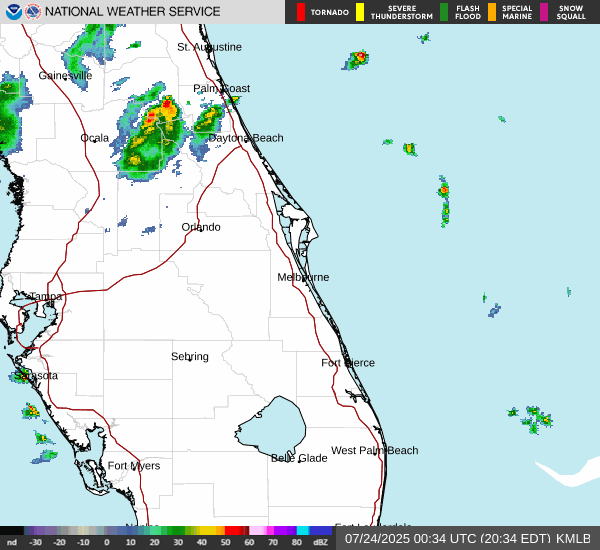 NATIONAL WEATHER SERVICE
TORNADO
SEVERE THUNDERSTORM
FLASH FLOOD
SPECIAL MARINE
SNOW SQUALL
St. Augustine
Gainesville
Palm Coast
Ocala
Daytona Beach
Orlando
Melbourne
Tampa
Sebring
Fort Pierce
Sarasota
West Palm Beach
Belle Glade
Fort Myers
Naples
Fort Lauderdale
nd -30 -20 -10 0 10 20 30 40 50 60 70 80 dBZ
07/24/2025 00:34 UTC (20:34 EDT) KMLB